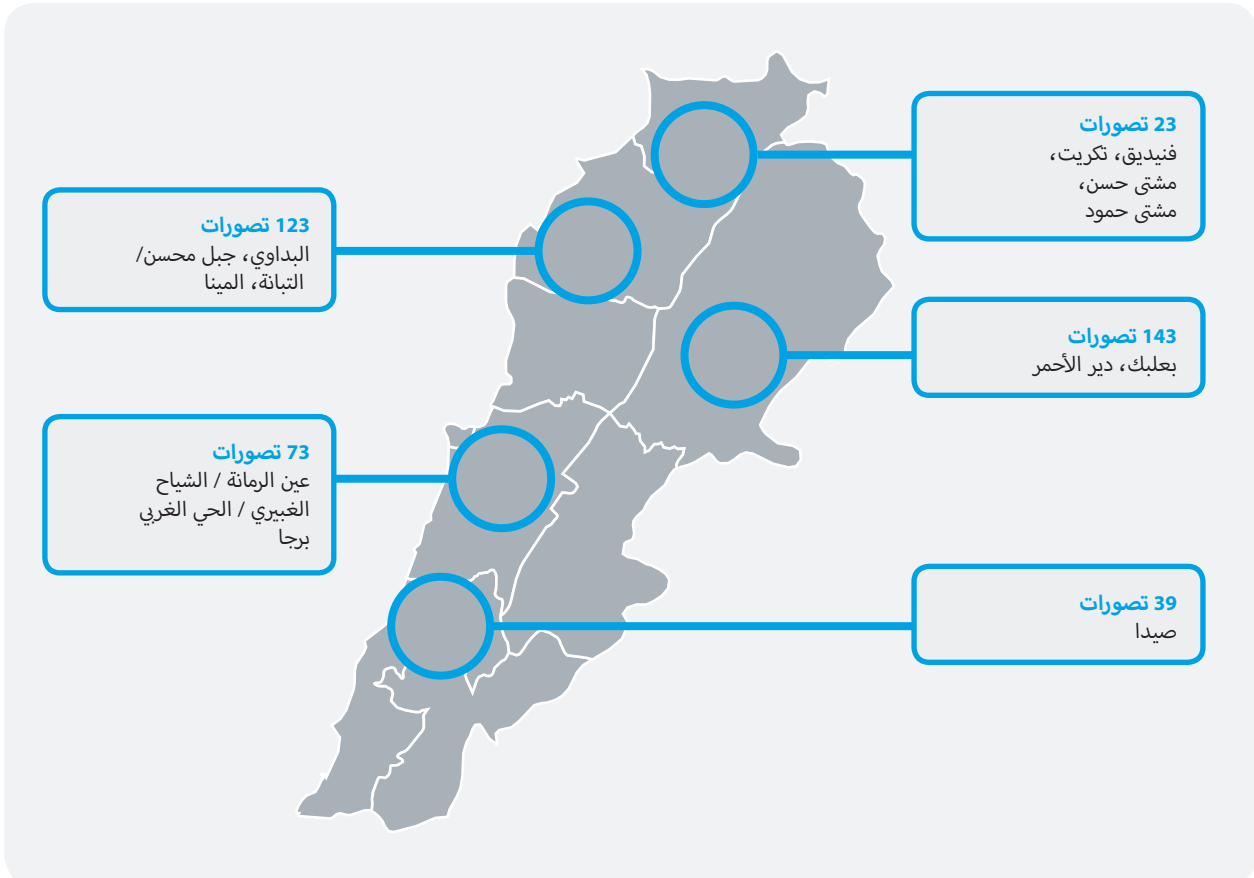 23 تصورات
فنيديق، تكريت،
مشتى حسن،
مشتى حمود
123 تصورات
البداوي، جبل محسن/
التبانة، المينا
143 تصورات
بعلبك، دير الأحمر
73 تصورات
عين الرمانة / الشياح
الغبيري / الحي الغربي
برجا
39 تصورات
صيدا